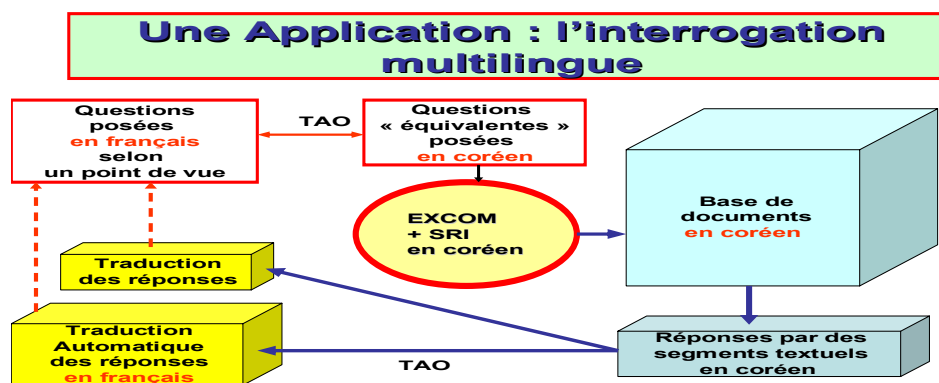 Une Application : l'interrogation
multilingue
Questions
posées
en français
selon
un point de vue
TAO
Questions
« équivalentes »
posées
en coréen
EXCOM
+ SRI
en coréen
Base de
documents
en coréen
Traduction
des réponses
Traduction
Automatique
des réponses
en français
TAO
Réponses par des
segments textuels
en coréen